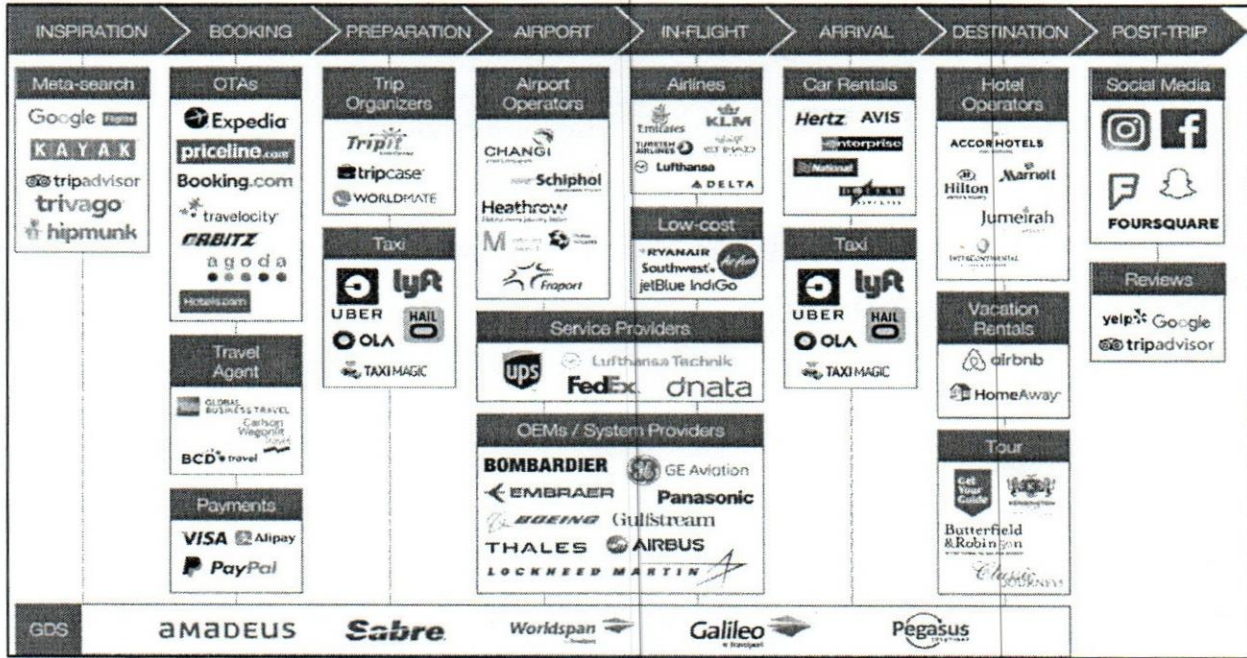 INSPIRATION
BOOKING
PREPARATION
AIRPORT
IN-FLIGHT
ARRIVAL
DESTINATION
POST-TRIP
Meta-search
Google Flights
KAYAK
tripadvisor
trivago
hipmunk
OTAs
Expedia
priceline.com
Booking.com
travelocity
ORBITZ
agoda
Hotels.com
Travel
Agent
GLOBAL
BUSINESS TRAVEL
Carlson
Wagonlit
Travel
BCD travel
Payments
VISA Alipay
PayPal
Trip
Organizers
TripIt
tripcase
WORLDMATE
Taxi
UBER
lyft
HAIL
OLA
TAXI MAGIC
Airport
Operators
CHANGI
Schiphol
Heathrow
M
Fraport
Airlines
Emirates
KLM
TURKISH
AIRLINES
Lufthansa
DELTA
Low-cost
RYANAIR
Southwest
AirAsia
jetBlue IndiGo
Service Providers
ups
Lufthansa Technik
FedEx
dnata
OEMs / System Providers
BOMBARDIER
GE Aviation
EMBRAER
Panasonic
BOEING
Gulfstream
THALES
AIRBUS
LOCKHEED MARTIN
Car Rentals
Hertz AVIS
enterprise
National
DOLLAR
Taxi
UBER
lyft
HAIL
OLA
TAXI MAGIC
Hotel
Operators
ACCORHOTELS
Hilton
Marriott
Jumeirah
INTERCONTINENTAL
Vacation
Rentals
airbnb
HomeAway
Tour
Get
Your
Guide
Butterfield
& Robinson
Classic
JOURNEYS
Social Media
FOURSQUARE
Reviews
yelp Google
tripadvisor
GDS
amadeus
Sabre
Worldspan
Galileo
Pegasus